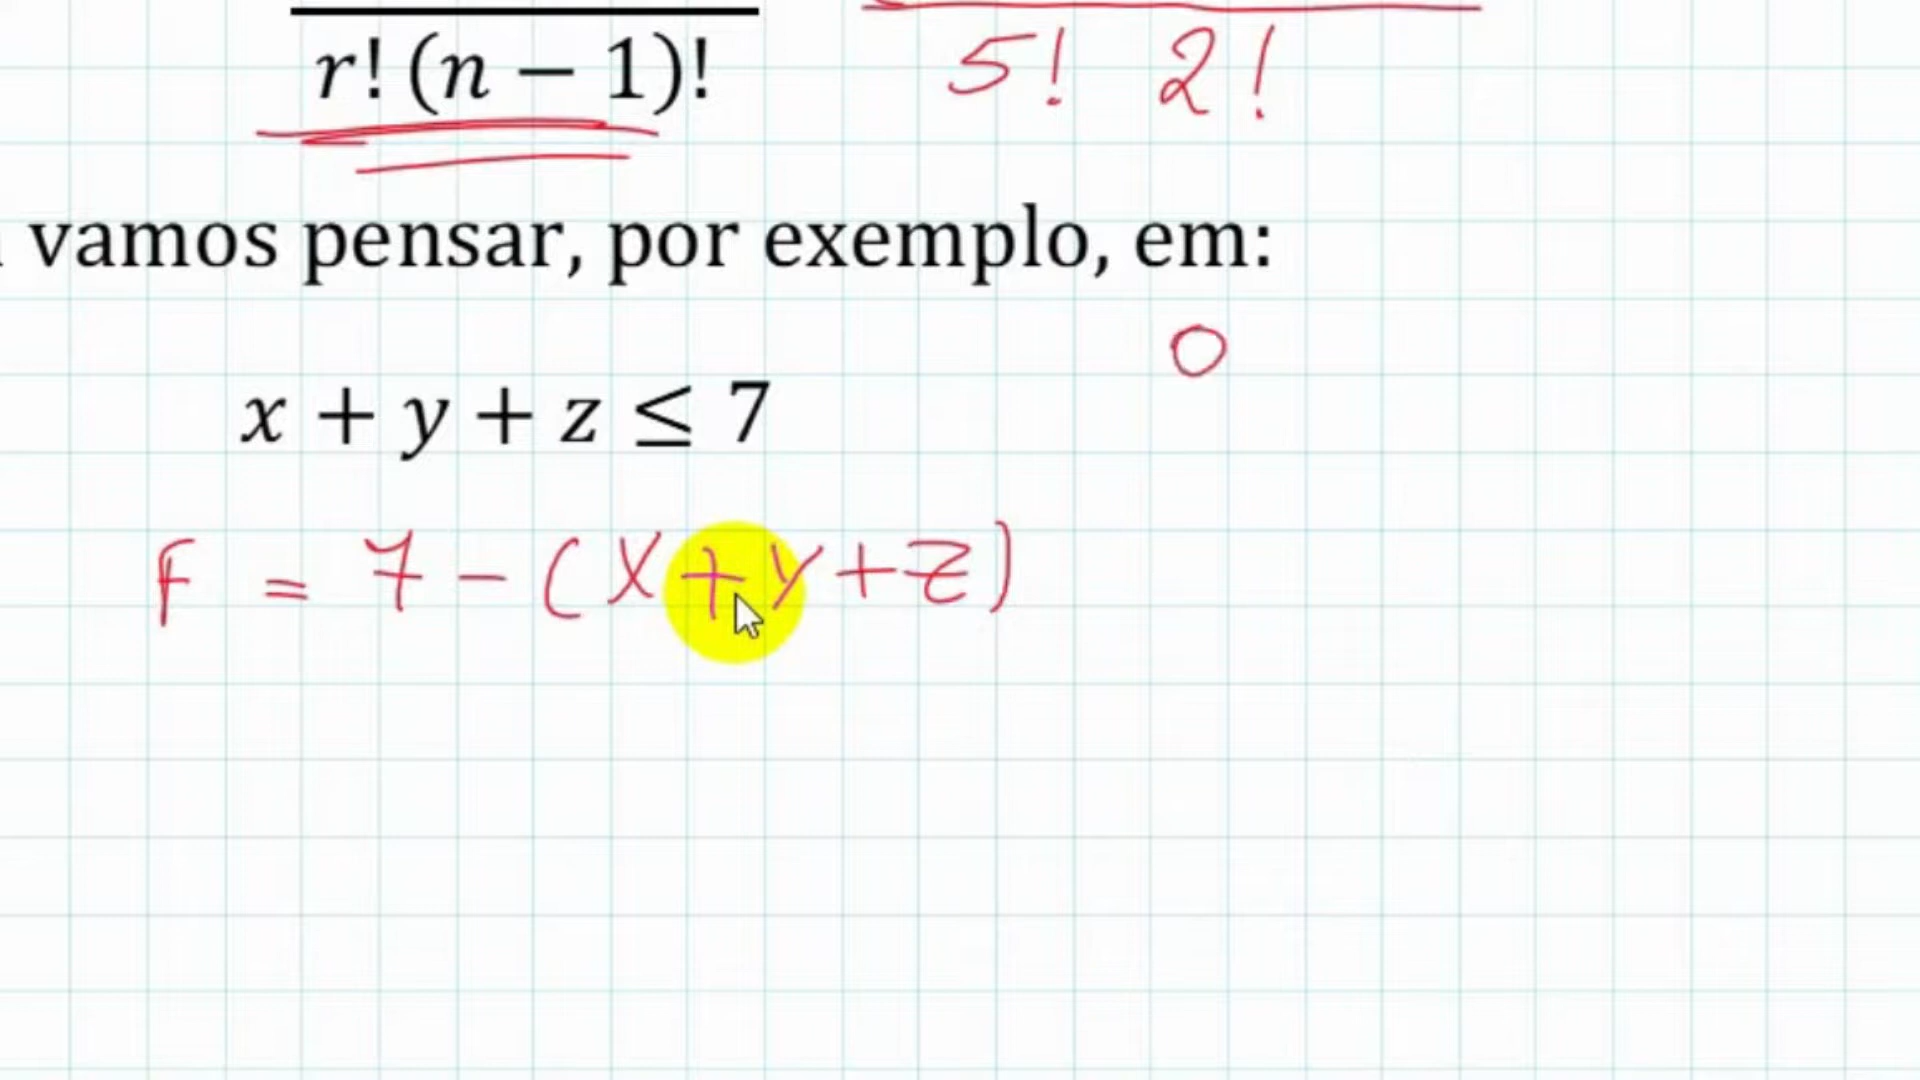 r! (n − 1)! 5! 2!
vamos pensar, por exemplo, em:
0
x + y + z ≤ 7
F = 7 - (x+y+z)